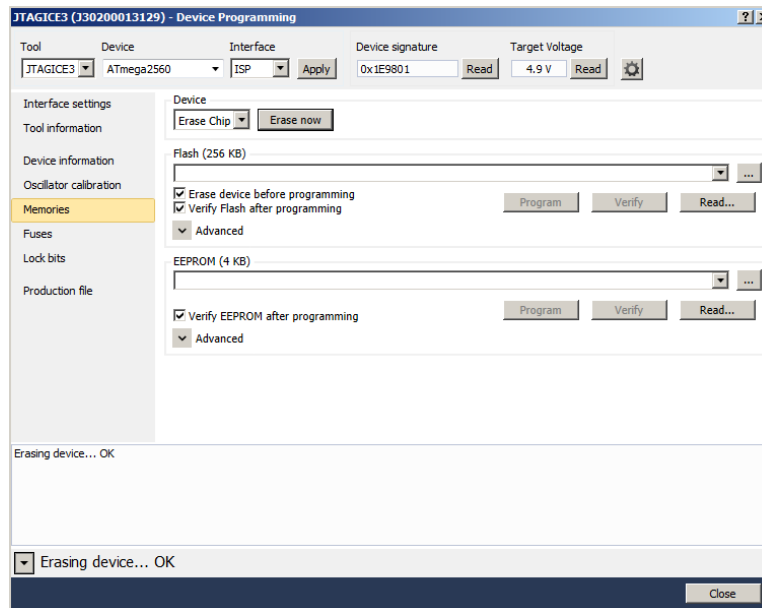 JTAGICE3 (J30200013129) - Device Programming
Tool Device Interface Device signature Target Voltage
JTAGICE3 ATmega2560 ISP Apply 0x1E9801 Read 4.9 V Read
Interface settings
Tool information
Device information
Oscillator calibration
Memories
Fuses
Lock bits
Production file
Device
Erase Chip Erase now
Flash (256 KB)
...
Erase device before programming
Verify Flash after programming
Program Verify Read...
Advanced
EEPROM (4 KB)
...
Verify EEPROM after programming
Program Verify Read...
Advanced
Erasing device... OK
Erasing device... OK
Close